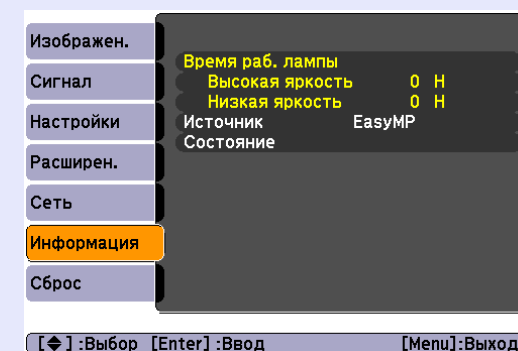 Изображен.
Сигнал
Настройки
Расширен.
Сеть
Информация
Сброс
Время раб. лампы
Высокая яркость 0 H
Низкая яркость 0 H
Источник EasyMP
Состояние
[◆] :Выбор [Enter] :Ввод [Menu]:Выход